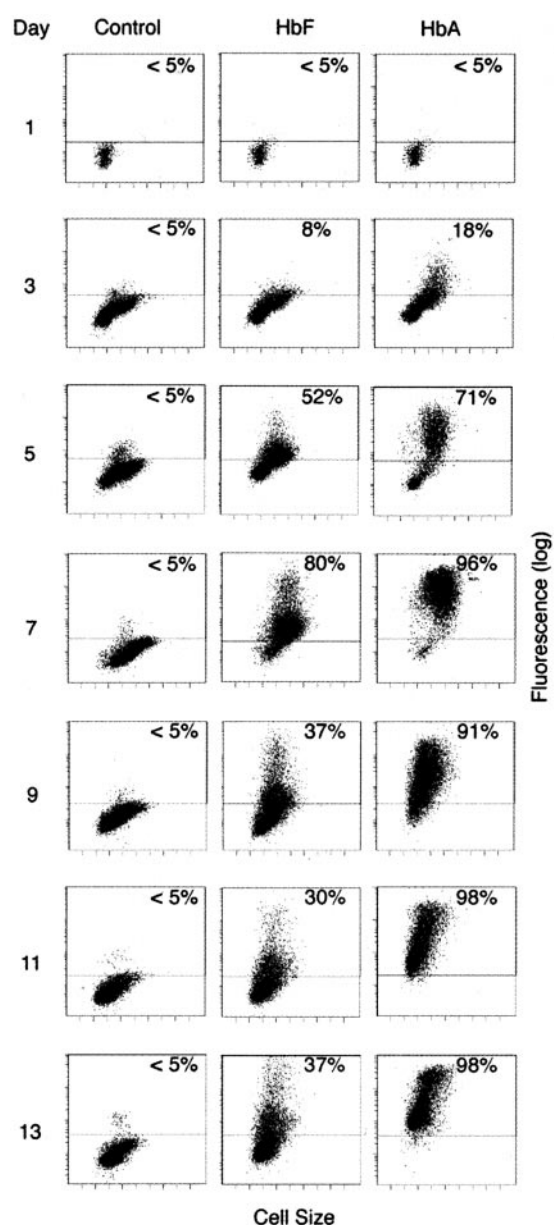 Day Control HbF HbA
1 < 5% < 5% < 5%
3 < 5% 8% 18%
5 < 5% 52% 71%
7 < 5% 80% 96%
9 < 5% 37% 91%
11 < 5% 30% 98%
13 < 5% 37% 98%
Fluorescence (log)
Cell Size